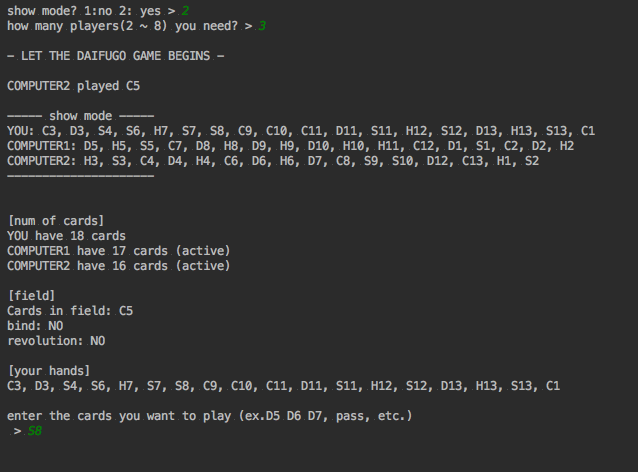 show mode? 1:no 2: yes > 2
how many players(2 ~ 8) you need? > 3
- LET THE DAIFUGO GAME BEGINS -
COMPUTER2 played C5
----- show mode -----
YOU: C3, D3, S4, S6, H7, S7, S8, C9, C10, C11, D11, S11, H12, S12, D13, H13, S13, C1
COMPUTER1: D5, H5, S5, C7, D8, H8, D9, H9, D10, H10, H11, C12, D1, S1, C2, D2, H2
COMPUTER2: H3, S3, C4, D4, H4, C6, D6, H6, D7, C8, S9, S10, D12, C13, H1, S2
---------------------
[num of cards]
YOU have 18 cards
COMPUTER1 have 17 cards (active)
COMPUTER2 have 16 cards (active)
[field]
Cards in field: C5
bind: NO
revolution: NO
[your hands]
C3, D3, S4, S6, H7, S7, S8, C9, C10, C11, D11, S11, H12, S12, D13, H13, S13, C1
enter the cards you want to play (ex.D5 D6 D7, pass, etc.)
> S8